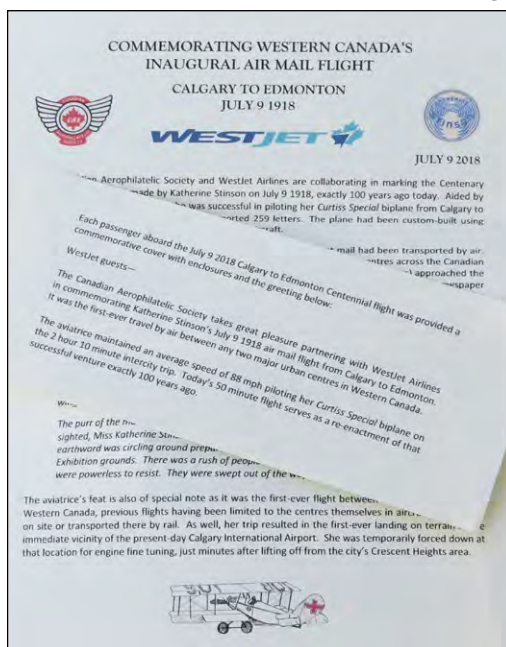 COMMEMORATING WESTERN CANADA'S
INAUGURAL AIR MAIL FLIGHT
CALGARY TO EDMONTON
JULY 9 1918
WESTJET
JULY 9 2018
Aerophilatelic Society and WestJet Airlines are collaborating in marking the Centenary
made by Katherine Stinson on July 9 1918, exactly 100 years ago today. Aided by
was successful in piloting her Curtiss Special biplane from Calgary to
ported 259 letters. The plane had been custom-built using
raft.
mail had been transported by air.
ntres across the Canadian
approached the
newspaper
Each passenger aboard the July 9 2018 Calgary to Edmonton Centennial flight was provided a
commemorative cover with enclosures and the greeting below:
WestJet guests—
The Canadian Aerophilatelic Society takes great pleasure partnering with WestJet Airlines
in commemorating Katherine Stinson's July 9 1918 air mail flight from Calgary to Edmonton.
It was the first-ever travel by air between any two major urban centres in Western Canada.
The aviatrice maintained an average speed of 88 mph piloting her Curtiss Special biplane on
the 2 hour 10 minute intercity trip. Today's 50 minute flight serves as a re-enactment of that
successful venture exactly 100 years ago.
The purr of the
sighted, Miss Katherine
earthward was circling around
Exhibition grounds. There was a rush of
were powerless to resist. They were swept out of the
The aviatrice's feat is also of special note as it was the first-ever flight
Western Canada, previous flights having been limited to the centres themselves in
on site or transported there by rail. As well, her trip resulted in the first-ever landing on terrain
immediate vicinity of the present-day Calgary International Airport. She was temporarily forced down at
that location for engine fine tuning, just minutes after lifting off from the city's Crescent Heights area.